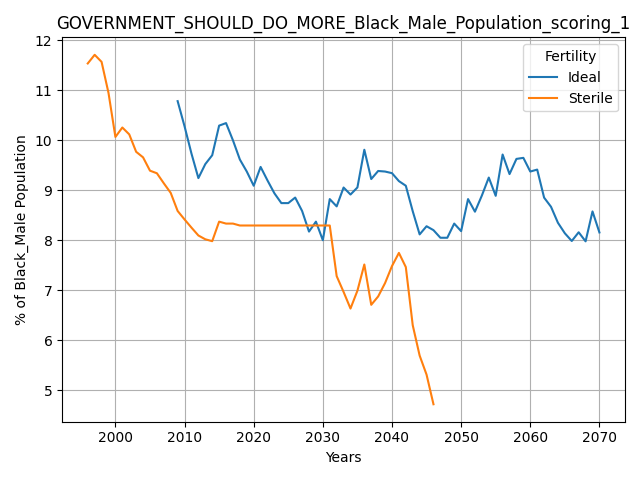 GOVERNMENT_SHOULD_DO_MORE_Black_Male_Population_scoring_1
12
11
10
9
8
7
6
5
% of Black_Male Population
Fertility
Ideal
Sterile
2000 2010 2020 2030 2040 2050 2060 2070
Years